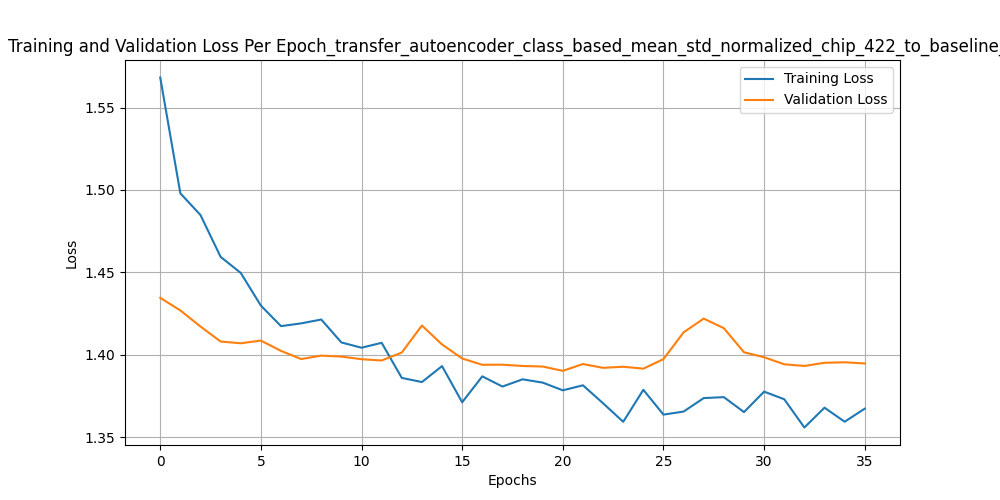 Training and Validation Loss Per Epoch_transfer_autoencoder_class_based_mean_std_normalized_chip_422_to_baseline_
Training Loss
Validation Loss
1.55
1.50
1.45
1.40
1.35
Loss
0 5 10 15 20 25 30 35
Epochs